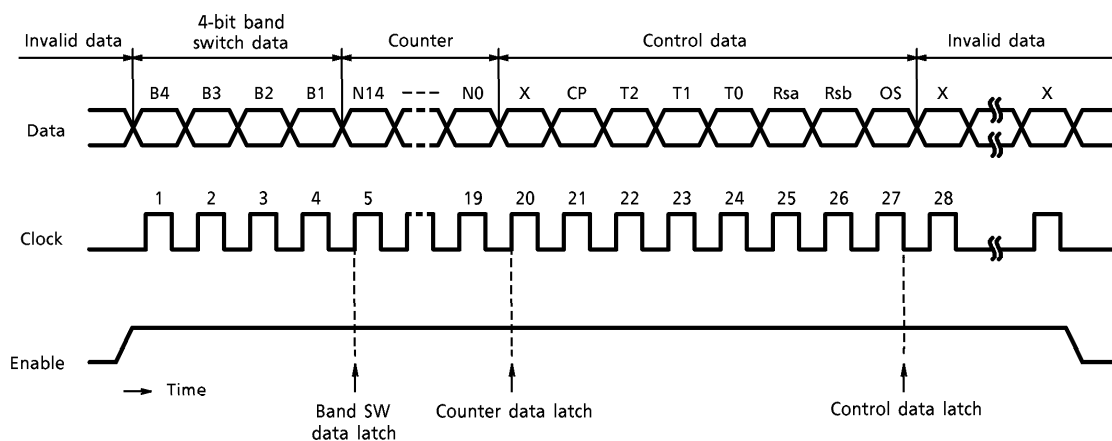 Invalid data
4-bit band
switch data
Counter
Control data
Invalid data
Data
B4 B3 B2 B1 N14 ---- N0 X CP T2 T1 T0 Rsa Rsb OS X X
Clock
1 2 3 4 5 19 20 21 22 23 24 25 26 27 28
Enable
Time
Band SW
data latch
Counter data latch
Control data latch